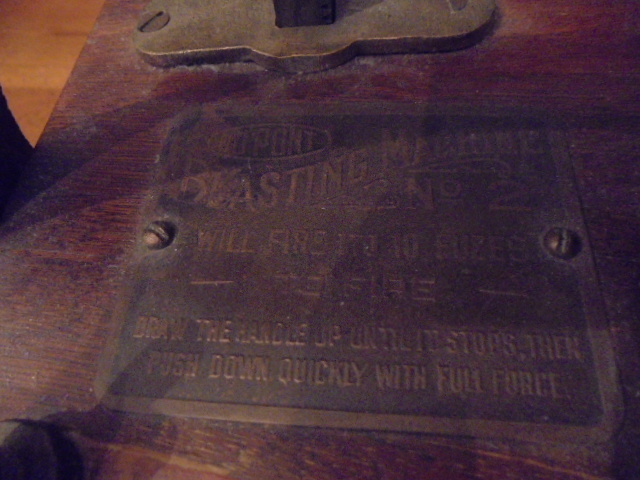 DU PONT
BLASTING MACHINE
No 2
WILL FIRE 1 TO 10 FUZES
TO FIRE
DRAW THE HANDLE UP UNTIL IT STOPS, THEN
PUSH DOWN QUICKLY WITH FULL FORCE.